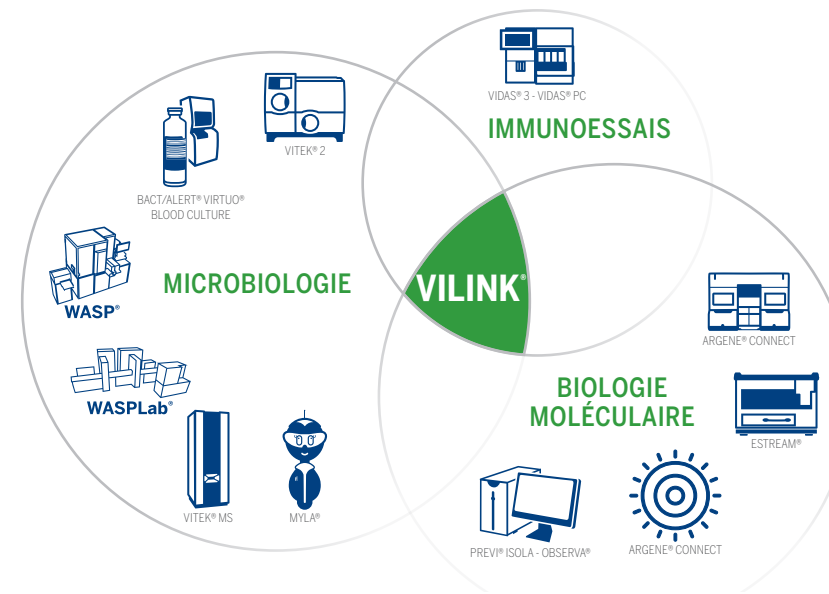 VIDAS® 3 - VIDAS® PC
IMMUNOESSAIS
VITEK® 2
BACT/ALERT® VIRTUO®
BLOOD CULTURE
MICROBIOLOGIE
VILINK®
WASP®
ARGENE® CONNECT
WASPLab®
BIOLOGIE
MOLÉCULAIRE
ESTREAM®
VITEK® MS
MYLA®
PREVI® ISOLA - OBSERVA®
ARGENE® CONNECT